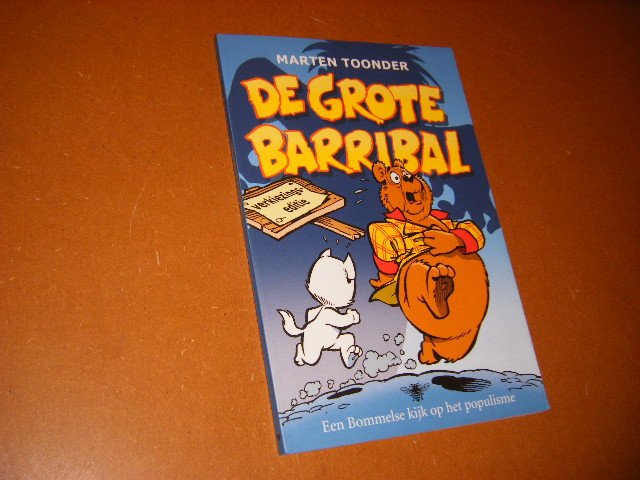 MARTEN TOONDER
DE GROTE
BARRIBAL
verkiezings-
editie
Een Bommelse kijk op het populisme